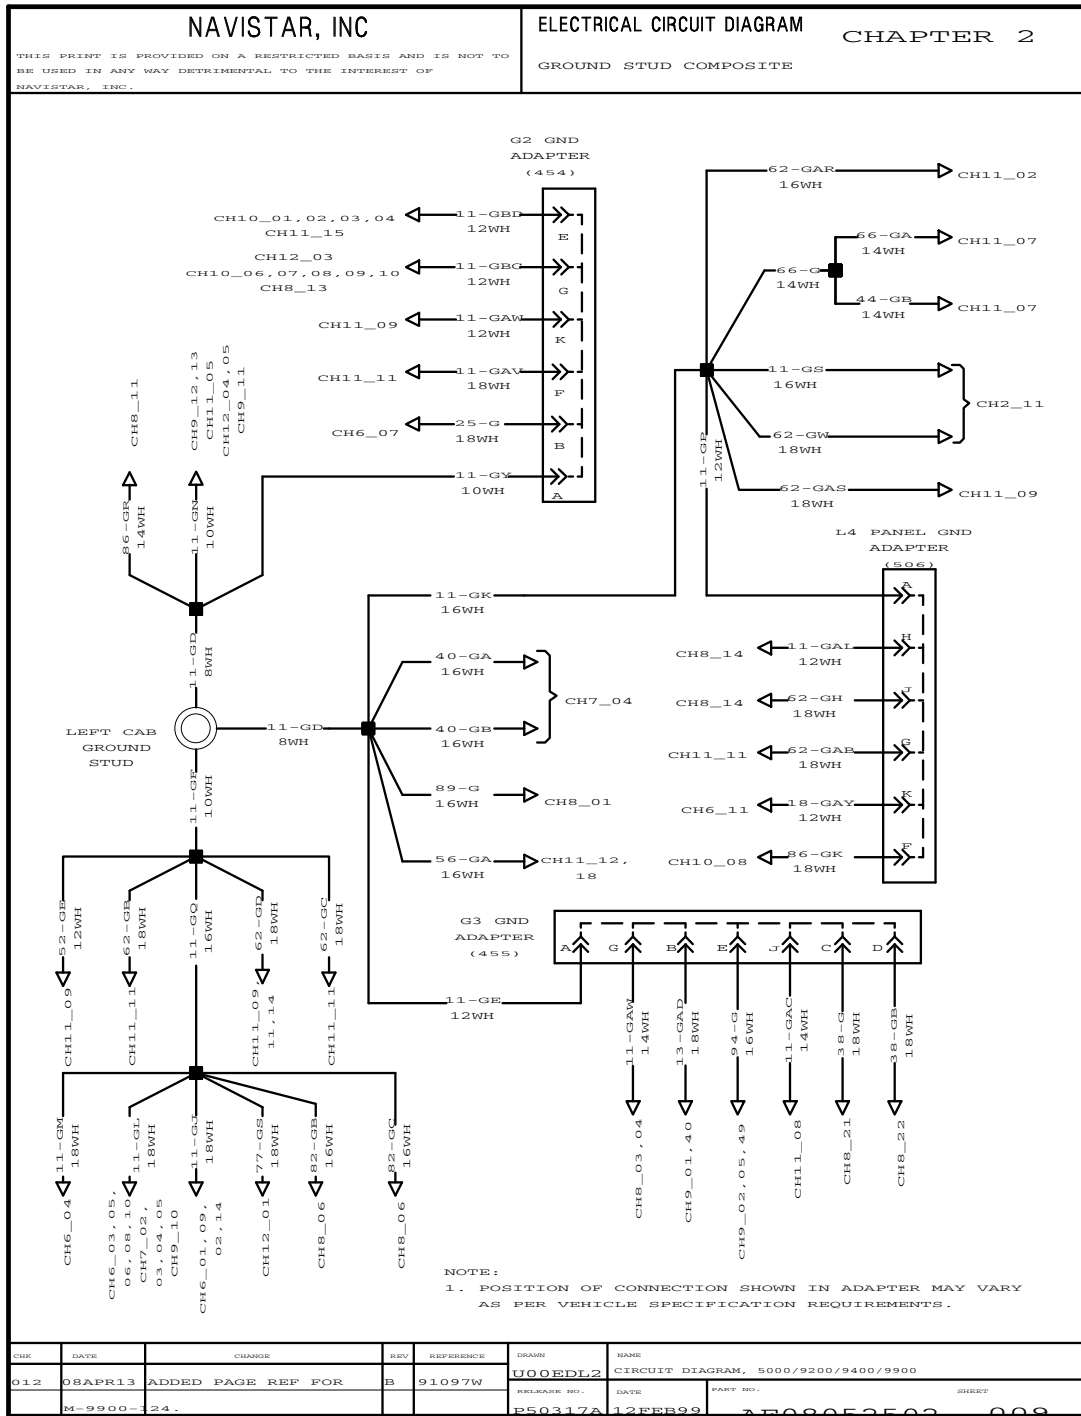 NAVISTAR, INC
THIS PRINT IS PROVIDED ON A RESTRICTED BASIS AND IS NOT TO
BE USED IN ANY WAY DETRIMENTAL TO THE INTEREST OF
NAVISTAR, INC.
ELECTRICAL CIRCUIT DIAGRAM
CHAPTER 2
GROUND STUD COMPOSITE
G2 GND
ADAPTER
(454)
CH10_01,02,03,04
CH11_15
11-GBD
12WH
E
CH12_03
CH10_06,07,08,09,10
CH8_13
11-GBC
12WH
G
CH11_09
11-GAW
12WH
K
CH11_11
11-GAV
18WH
F
CH6_07
25-G
18WH
B
11-GY
10WH
A
62-GAR
16WH
CH11_02
66-GA
14WH
CH11_07
66-G
14WH
44-GB
14WH
CH11_07
11-GS
16WH
CH2_11
62-GW
18WH
62-GAS
18WH
CH11_09
12WH
CH8_11
CH9_12,13
CH11_05
CH12_04,05
CH9_11
86-GR
14WH
11-GN
10WH
11-GD
8WH
LEFT CAB
GROUND
STUD
11-GD
8WH
10WH
11-GK
16WH
40-GA
16WH
CH7_04
40-GB
16WH
89-G
16WH
CH8_01
56-GA
16WH
CH11_12,
18
L4 PANEL GND
ADAPTER
(506)
A
H
CH8_14
11-GAL
12WH
J
CH8_14
62-GH
18WH
G
CH11_11
62-GAB
18WH
K
CH6_11
18-GAY
12WH
F
CH10_08
86-GK
18WH
G3 GND
ADAPTER
(455)
A G B E J C D
11-GE
12WH
11-GAW
14WH
13-GAD
18WH
94-G
16WH
11-GAC
14WH
38-G
18WH
38-GB
18WH
CH8_03,04
CH9_01,40
CH9_02,05,49
CH11_08
CH8_21
CH8_22
52-GE
12WH
62-GB
18WH
11-GQ
16WH
62-GD
18WH
62-GC
18WH
CH11_09
CH11_11
CH11_09,
11,14
CH11_11
11-GM
18WH
11-GL
18WH
11-GJ
18WH
77-GS
18WH
82-GB
16WH
82-GC
16WH
CH6_04
CH6_03,05,
06,08,10
CH7_02,
03,04,05
CH9_10
CH6_01,09,
02,14
CH12_01
CH8_06
CH8_06
NOTE:
1. POSITION OF CONNECTION SHOWN IN ADAPTER MAY VARY
AS PER VEHICLE SPECIFICATION REQUIREMENTS.
CHK DATE CHANGE REV REFERENCE
012 08APR13 ADDED PAGE REF FOR B 91097W
M-9900-124.
DRAWN NAME
U00EDL2 CIRCUIT DIAGRAM, 5000/9200/9400/9900
RELEASE NO. DATE PART NO. SHEET
P50317A 12FEB99 AE08052502 009